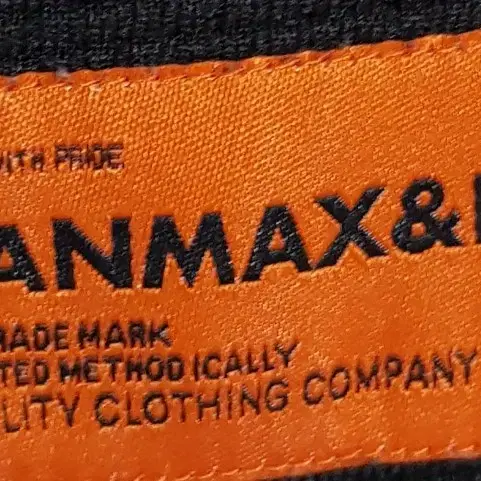 WITH PRIDE
ANMAX&
RADE MARK
TED METHODICALLY
LITY CLOTHING COMPANY